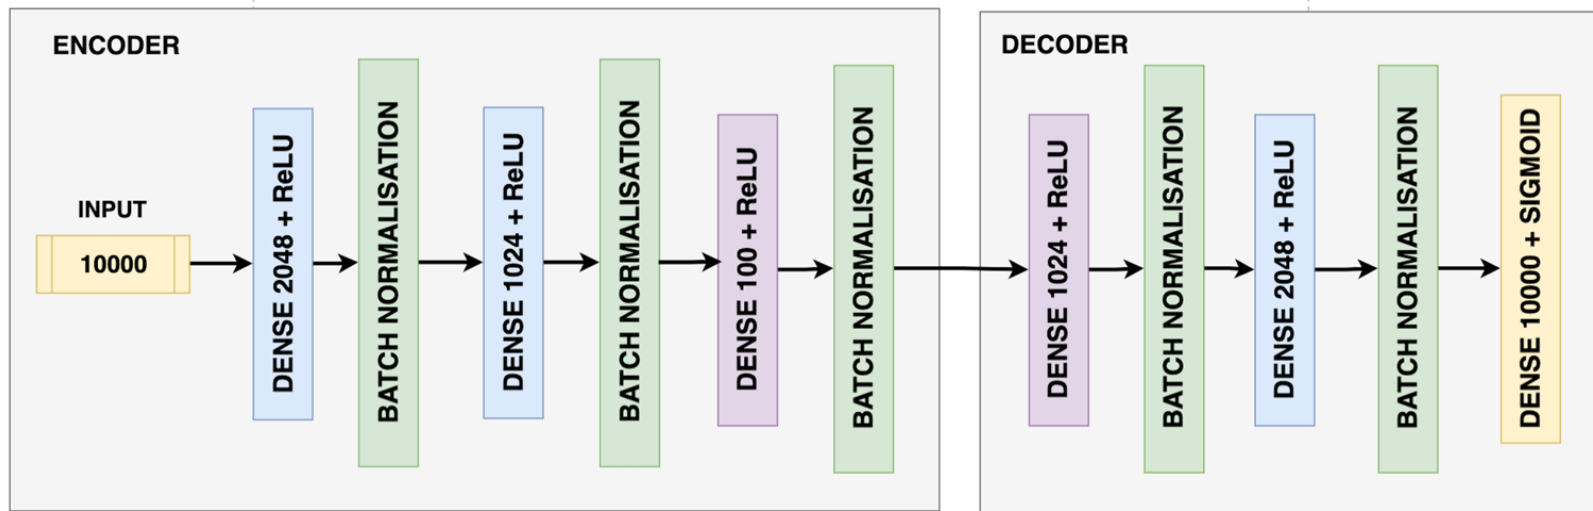 ENCODER
INPUT
10000
DENSE 2048 + ReLU
BATCH NORMALISATION
DENSE 1024 + ReLU
BATCH NORMALISATION
DENSE 100 + ReLU
BATCH NORMALISATION
DECODER
DENSE 1024 + ReLU
BATCH NORMALISATION
DENSE 2048 + ReLU
BATCH NORMALISATION
DENSE 10000 + SIGMOID